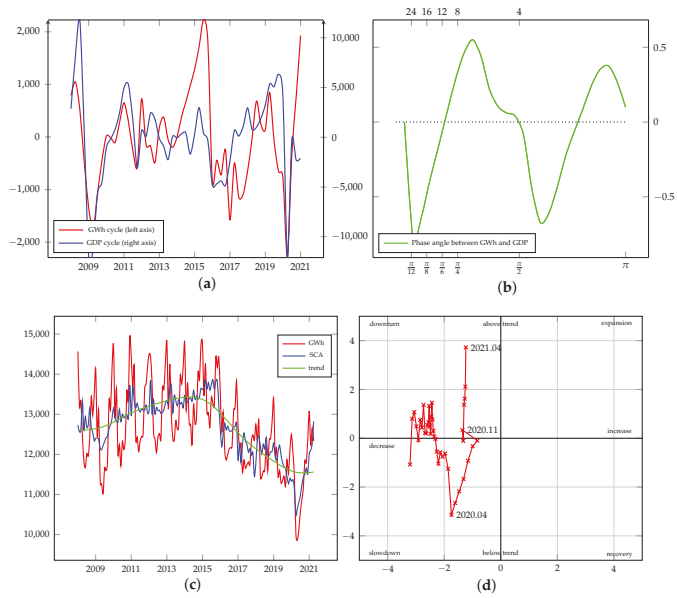 2,000
1,000
0
−1,000
−2,000
10,000
5,000
0
−5,000
−10,000
GWh cycle (left axis)
GDP cycle (right axis)
2009 2011 2013 2015 2017 2019 2021
(a)
24 16 12 8 4
0.5
0
−0.5
Phase angle between GWh and GDP
π/12 π/8 π/6 π/4 π/2 π
(b)
15,000
14,000
13,000
12,000
11,000
10,000
GWh
SCA
trend
2009 2011 2013 2015 2017 2019 2021
(c)
downturn above trend expansion
4
2021.04
2
2020.11
increase
0
decrease
−2
2020.04
−4
slowdown below trend recovery
−4 −2 0 2 4
(d)